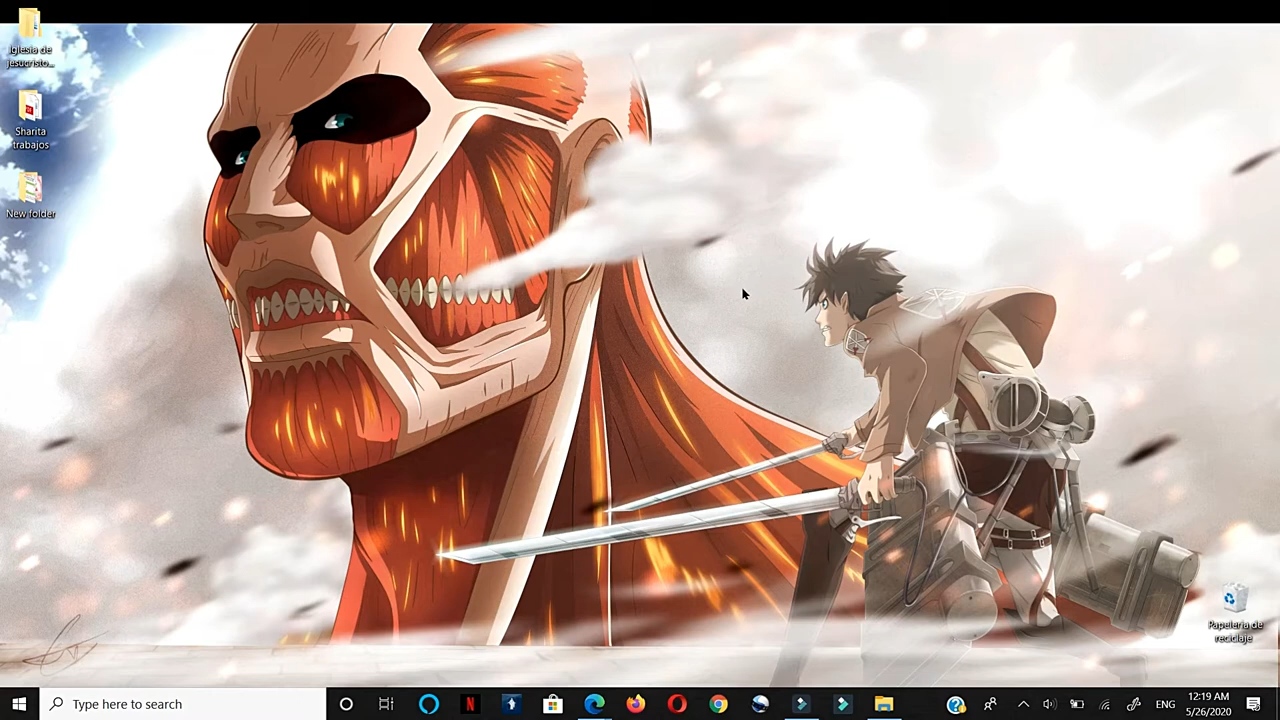 Iglesia de
jesucristo...
Sharita
trabajos
New folder
Papelería de
reciclaje
Type here to search
N
ENG
12:19 AM
5/26/2020